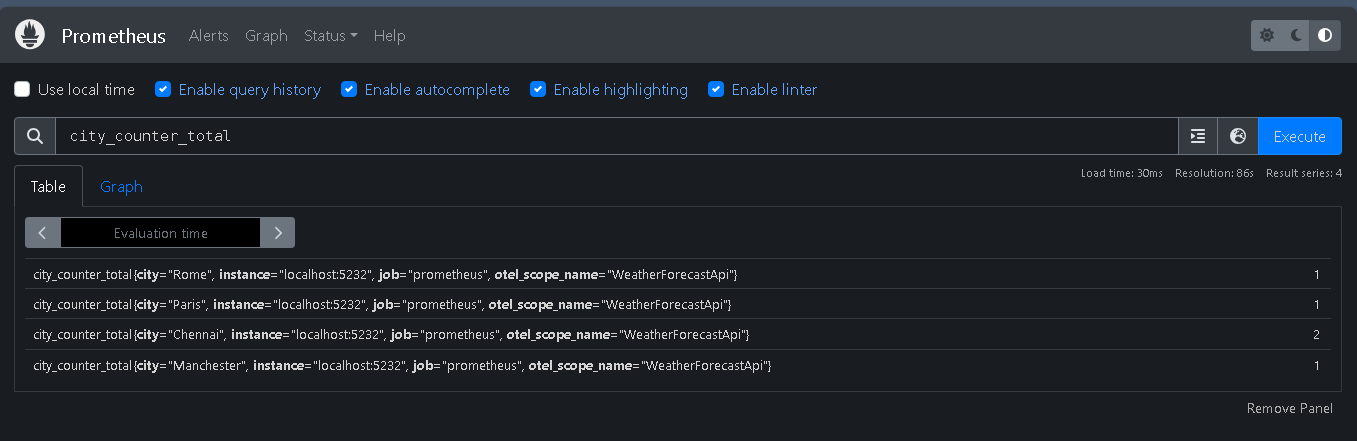 Prometheus Alerts Graph Status Help
Use local time Enable query history Enable autocomplete Enable highlighting Enable linter
city_counter_total Execute
Load time: 30ms Resolution: 86s Result series: 4
Table Graph
Evaluation time
city_counter_total{city="Rome", instance="localhost:5232", job="prometheus", otel_scope_name="WeatherForecastApi"} 1
city_counter_total{city="Paris", instance="localhost:5232", job="prometheus", otel_scope_name="WeatherForecastApi"} 1
city_counter_total{city="Chennai", instance="localhost:5232", job="prometheus", otel_scope_name="WeatherForecastApi"} 2
city_counter_total{city="Manchester", instance="localhost:5232", job="prometheus", otel_scope_name="WeatherForecastApi"} 1
Remove Panel